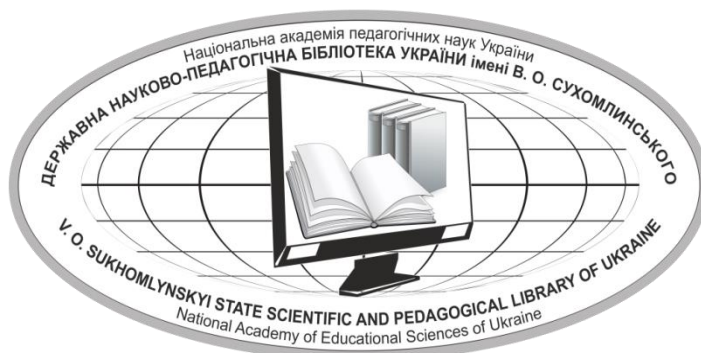 Національна академія педагогічних наук України
ДЕРЖАВНА НАУКОВО-ПЕДАГОГІЧНА БІБЛІОТЕКА УКРАЇНИ імені В. О. СУХОМЛИНСЬКОГО
V. O. SUKHOMLYNSKYI STATE SCIENTIFIC AND PEDAGOGICAL LIBRARY OF UKRAINE
National Academy of Educational Sciences of Ukraine